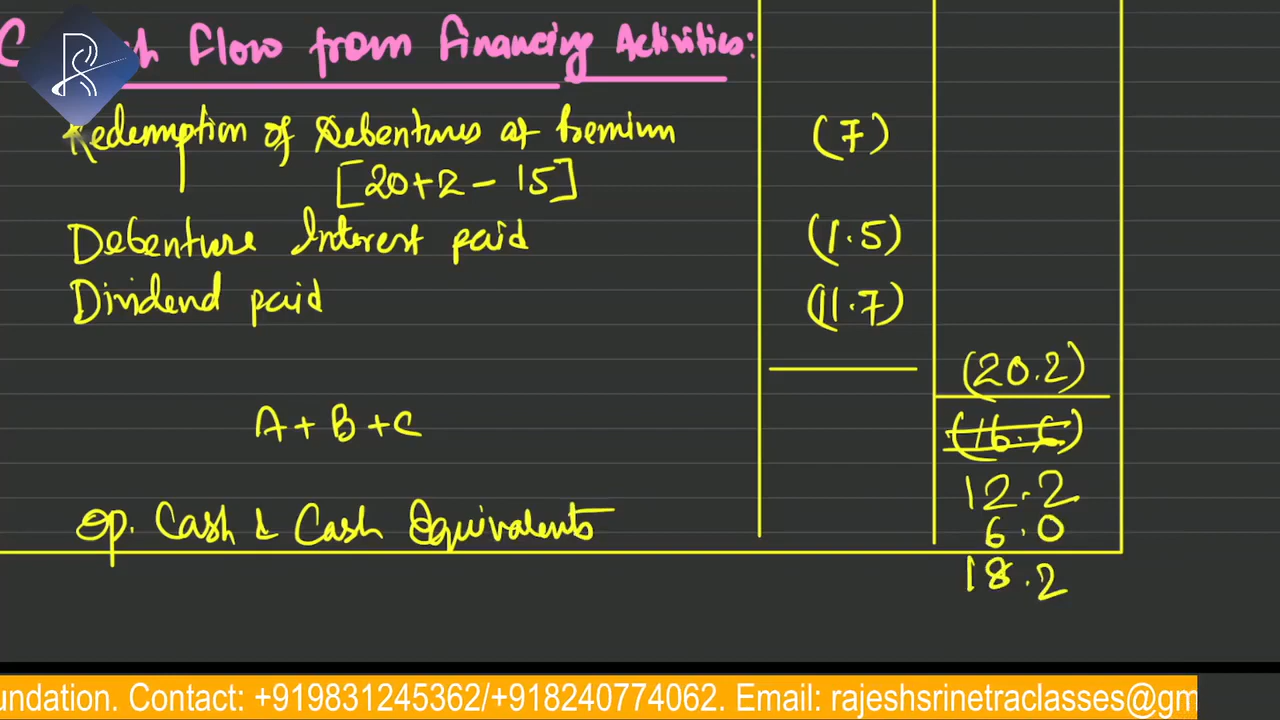 C Cash Flow from Financing Activities:
RS
Redemption of Debentures at Premium (7)
[20+2 - 15]
Debenture Interest paid (1.5)
Dividend paid (11.7)
(20.2)
A + B + C
12.2
Op. Cash & Cash Equivalents 6.0
18.2
undation. Contact: +919831245362/+918240774062. Email: rajeshsrinetraclasses@gm